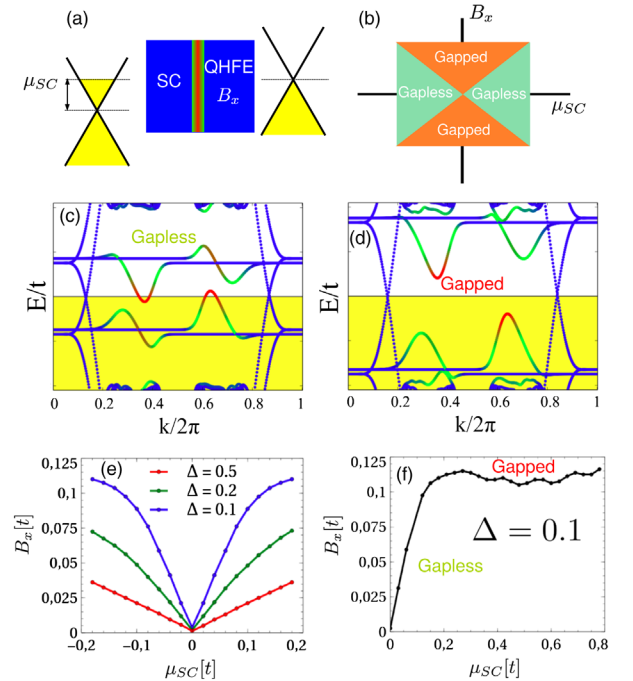 (a)
μ_SC
SC
QHFE
B_x
(b)
B_x
Gapped
Gapless
Gapless
μ_SC
Gapped
(c)
Gapless
E/t
0
0.2
0.4
0.6
0.8
1
k/2π
(d)
Gapped
E/t
0
0.2
0.4
0.6
0.8
1
k/2π
(e)
Δ = 0.5
Δ = 0.2
Δ = 0.1
B_x[t]
0,125
0,1
0,075
0,05
0,025
0
−0,2
−0,1
0
0,1
0,2
μ_SC[t]
(f)
Gapped
Δ = 0.1
Gapless
B_x[t]
0,125
0,1
0,075
0,05
0,025
0
0
0,2
0,4
0,6
0,8
μ_SC[t]